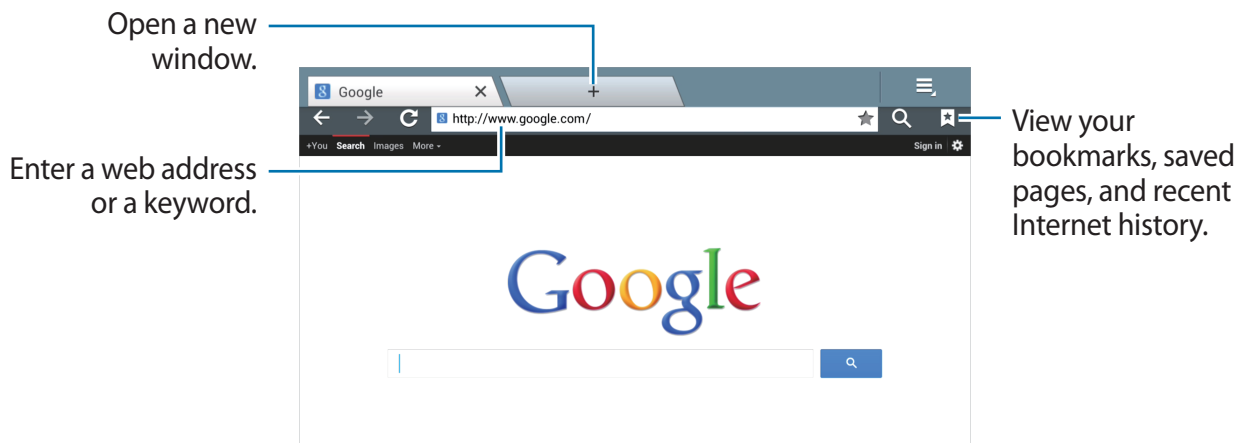 Open a new
window.
Google
+
http://www.google.com/
+You Search Images More
Sign in
Enter a web address
or a keyword.
View your
bookmarks, saved
pages, and recent
Internet history.
Google